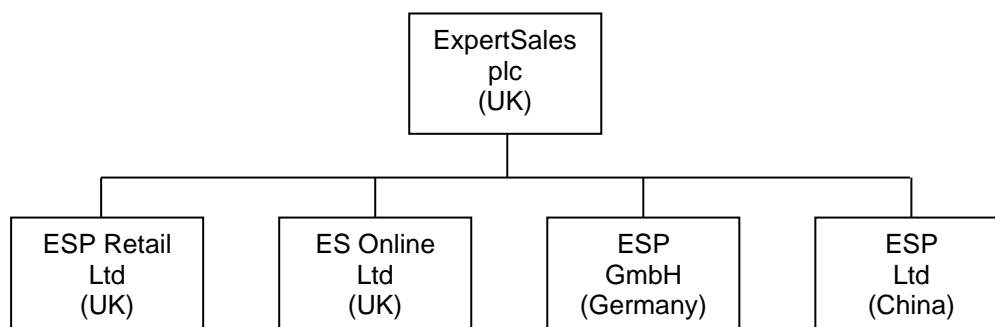 ExpertSales
plc
(UK)
ESP Retail
Ltd
(UK)
ES Online
Ltd
(UK)
ESP
GmbH
(Germany)
ESP
Ltd
(China)